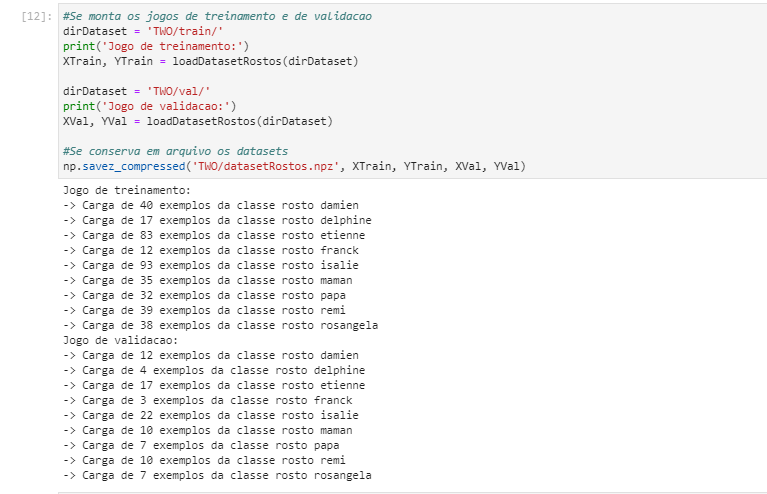 [12]: #Se monta os jogos de treinamento e de validacao
dirDataset = 'TWO/train/'
print('Jogo de treinamento:')
XTrain, YTrain = loadDatasetRostos(dirDataset)
dirDataset = 'TWO/val/'
print('Jogo de validacao:')
XVal, YVal = loadDatasetRostos(dirDataset)
#Se conserva em arquivo os datasets
np.savez_compressed('TWO/datasetRostos.npz', XTrain, YTrain, XVal, YVal)
Jogo de treinamento:
-> Carga de 40 exemplos da classe rosto damien
-> Carga de 17 exemplos da classe rosto delphine
-> Carga de 83 exemplos da classe rosto etienne
-> Carga de 12 exemplos da classe rosto franck
-> Carga de 93 exemplos da classe rosto isalie
-> Carga de 35 exemplos da classe rosto maman
-> Carga de 32 exemplos da classe rosto papa
-> Carga de 39 exemplos da classe rosto remi
-> Carga de 38 exemplos da classe rosto rosangela
Jogo de validacao:
-> Carga de 12 exemplos da classe rosto damien
-> Carga de 4 exemplos da classe rosto delphine
-> Carga de 17 exemplos da classe rosto etienne
-> Carga de 3 exemplos da classe rosto franck
-> Carga de 22 exemplos da classe rosto isalie
-> Carga de 10 exemplos da classe rosto maman
-> Carga de 7 exemplos da classe rosto papa
-> Carga de 10 exemplos da classe rosto remi
-> Carga de 7 exemplos da classe rosto rosangela